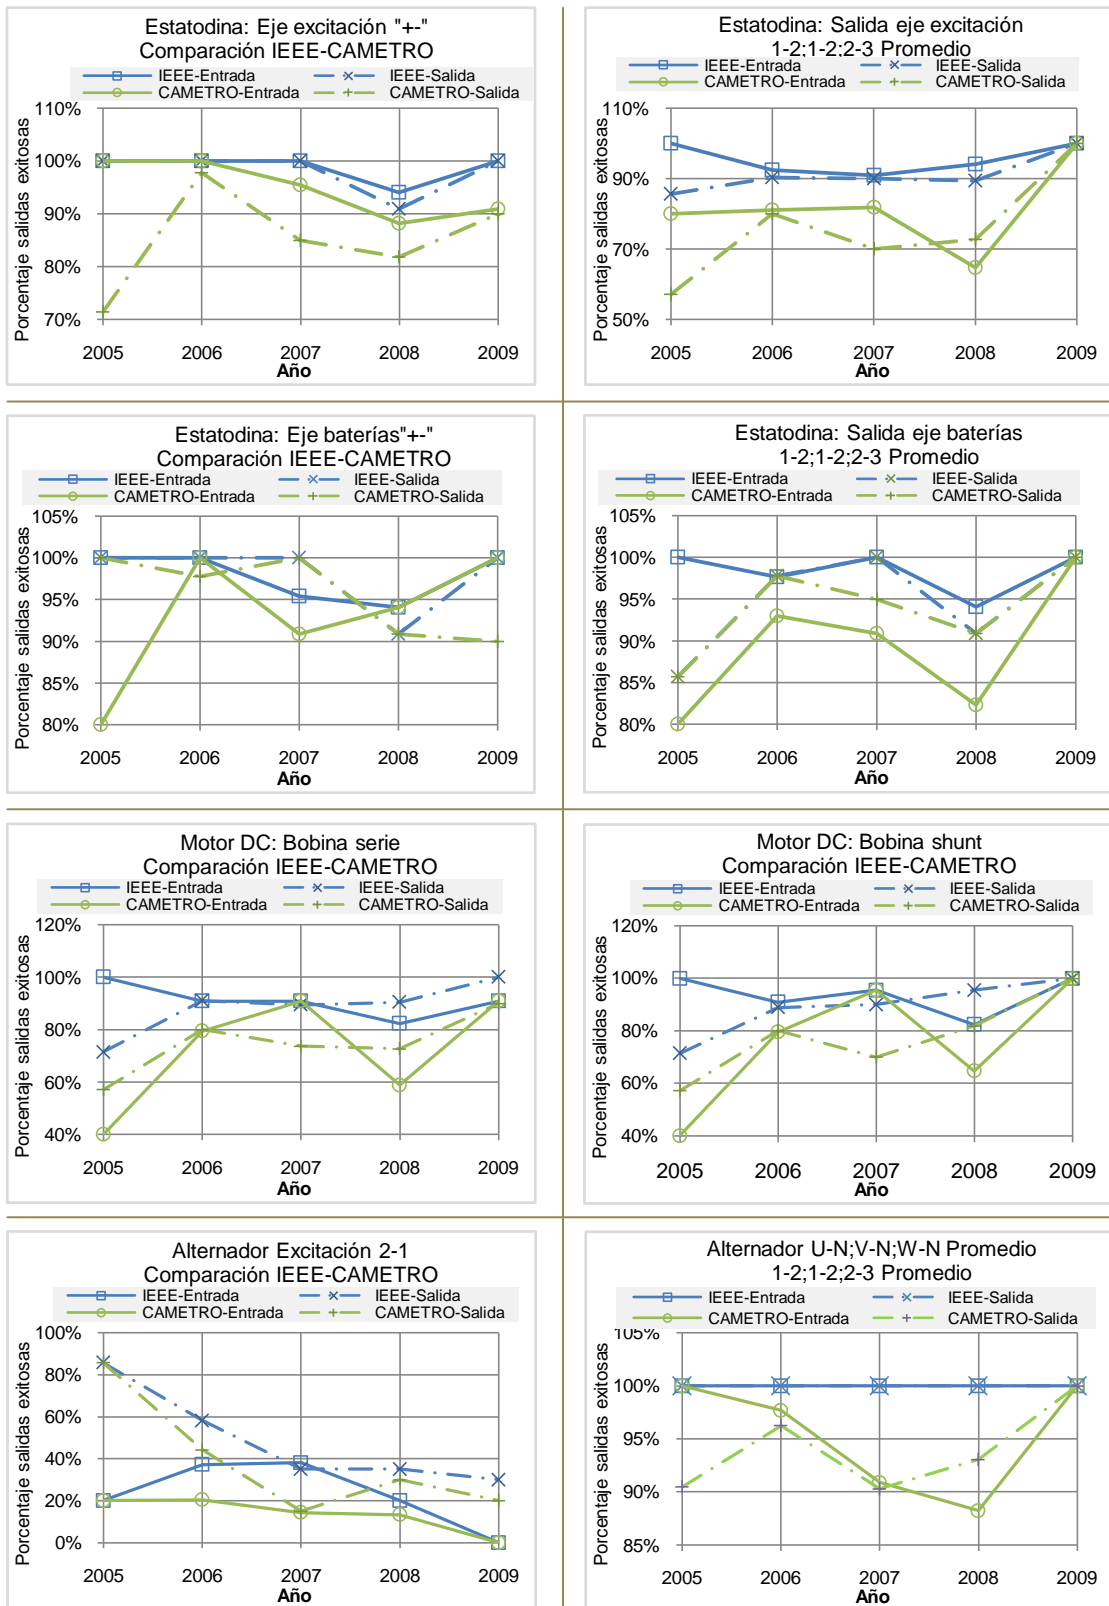 Estatodina: Eje excitación "+-"
Comparación IEEE-CAMETRO
IEEE-Entrada
IEEE-Salida
CAMETRO-Entrada
CAMETRO-Salida
Porcentaje salidas exitosas
110%
100%
90%
80%
70%
2005 2006 2007 2008 2009
Año
Estatodina: Salida eje excitación
1-2;1-2;2-3 Promedio
IEEE-Entrada
IEEE-Salida
CAMETRO-Entrada
CAMETRO-Salida
Porcentaje salidas exitosas
110%
90%
70%
50%
2005 2006 2007 2008 2009
Año
Estatodina: Eje baterías"+-"
Comparación IEEE-CAMETRO
IEEE-Entrada
IEEE-Salida
CAMETRO-Entrada
CAMETRO-Salida
Porcentaje salidas exitosas
105%
100%
95%
90%
85%
80%
2005 2006 2007 2008 2009
Año
Estatodina: Salida eje baterías
1-2;1-2;2-3 Promedio
IEEE-Entrada
IEEE-Salida
CAMETRO-Entrada
CAMETRO-Salida
Porcentaje salidas exitosas
105%
100%
95%
90%
85%
80%
2005 2006 2007 2008 2009
Año
Motor DC: Bobina serie
Comparación IEEE-CAMETRO
IEEE-Entrada
IEEE-Salida
CAMETRO-Entrada
CAMETRO-Salida
Porcentaje salidas exitosas
120%
100%
80%
60%
40%
2005 2006 2007 2008 2009
Año
Motor DC: Bobina shunt
Comparación IEEE-CAMETRO
IEEE-Entrada
IEEE-Salida
CAMETRO-Entrada
CAMETRO-Salida
Porcentaje salidas exitosas
120%
100%
80%
60%
40%
2005 2006 2007 2008 2009
Año
Alternador Excitación 2-1
Comparación IEEE-CAMETRO
IEEE-Entrada
IEEE-Salida
CAMETRO-Entrada
CAMETRO-Salida
Porcentaje salidas exitosas
100%
80%
60%
40%
20%
0%
2005 2006 2007 2008 2009
Año
Alternador U-N;V-N;W-N Promedio
1-2;1-2;2-3 Promedio
IEEE-Entrada
IEEE-Salida
CAMETRO-Entrada
CAMETRO-Salida
Porcentaje salidas exitosas
105%
100%
95%
90%
85%
2005 2006 2007 2008 2009
Año